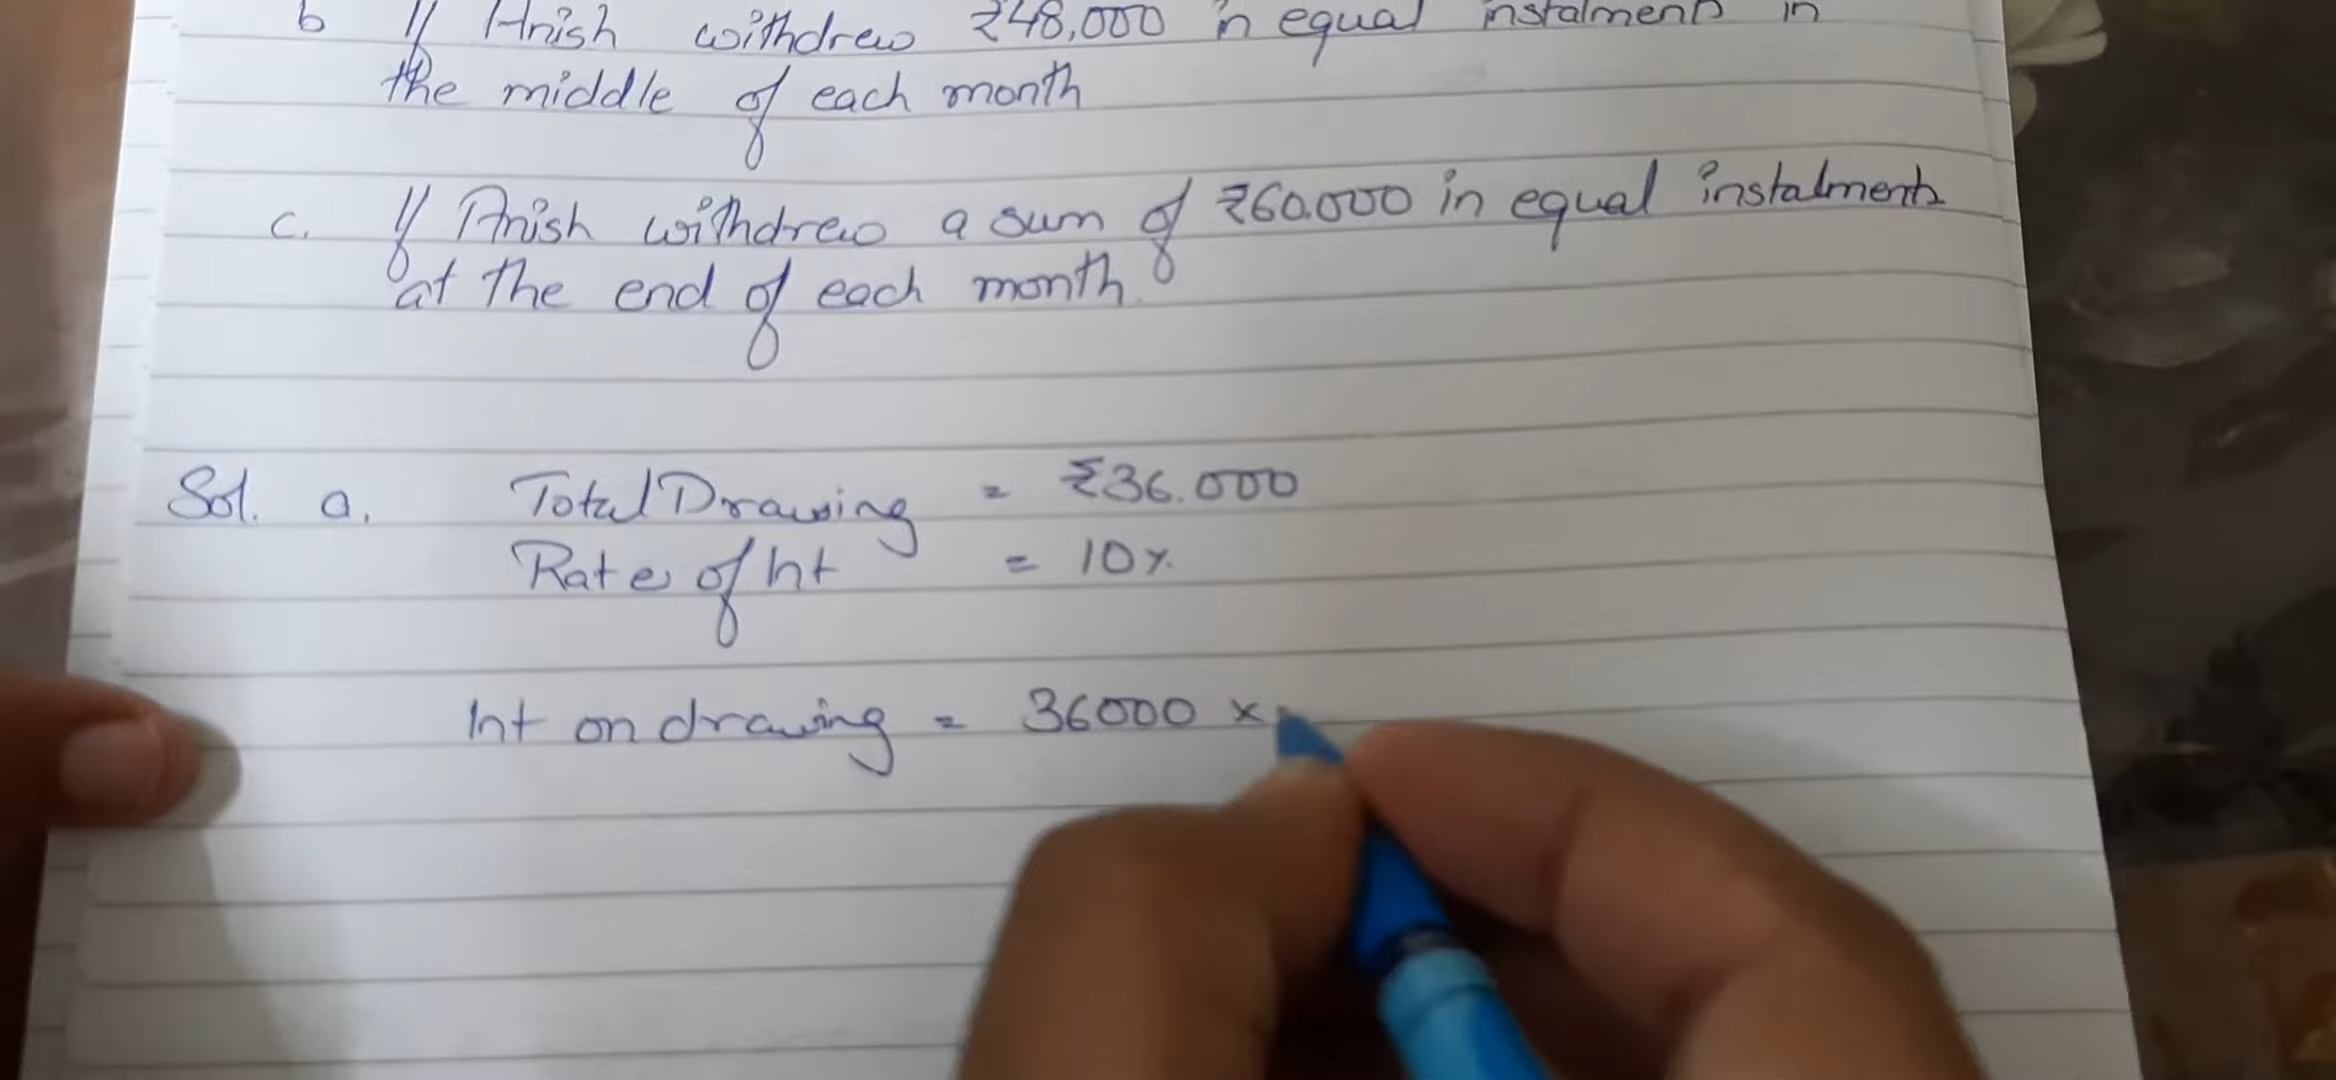 b If Anish withdrew ₹48,000 in equal instalments in
the middle of each month
c. If Anish withdrew a sum of ₹60.000 in equal instalments
at the end of each month.
Sol. a. Total Drawing = ₹36.000
Rate of Int = 10%
Int on drawing = 36000 ×